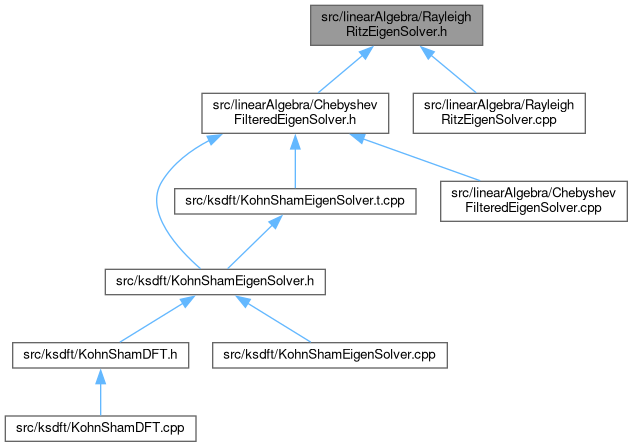 src/linearAlgebra/Rayleigh
RitzEigenSolver.h
src/linearAlgebra/Chebyshev
FilteredEigenSolver.h
src/linearAlgebra/Rayleigh
RitzEigenSolver.cpp
src/ksdft/KohnShamEigenSolver.t.cpp
src/linearAlgebra/Chebyshev
FilteredEigenSolver.cpp
src/ksdft/KohnShamEigenSolver.h
src/ksdft/KohnShamDFT.h
src/ksdft/KohnShamEigenSolver.cpp
src/ksdft/KohnShamDFT.cpp